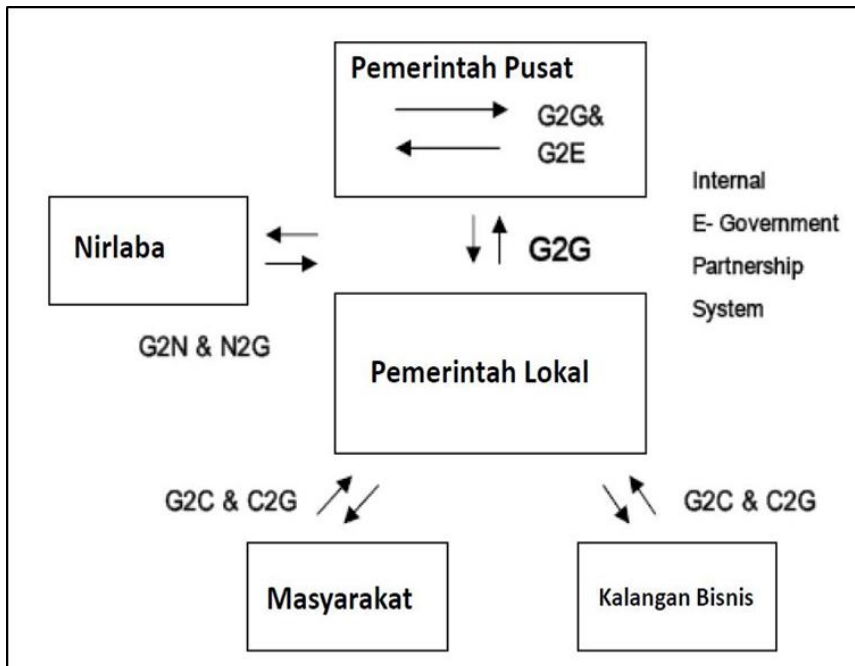 Pemerintah Pusat
G2G&
G2E
Internal
E- Government
Partnership
System
Nirlaba
G2G
G2N & N2G
Pemerintah Lokal
G2C & C2G
G2C & C2G
Masyarakat
Kalangan Bisnis